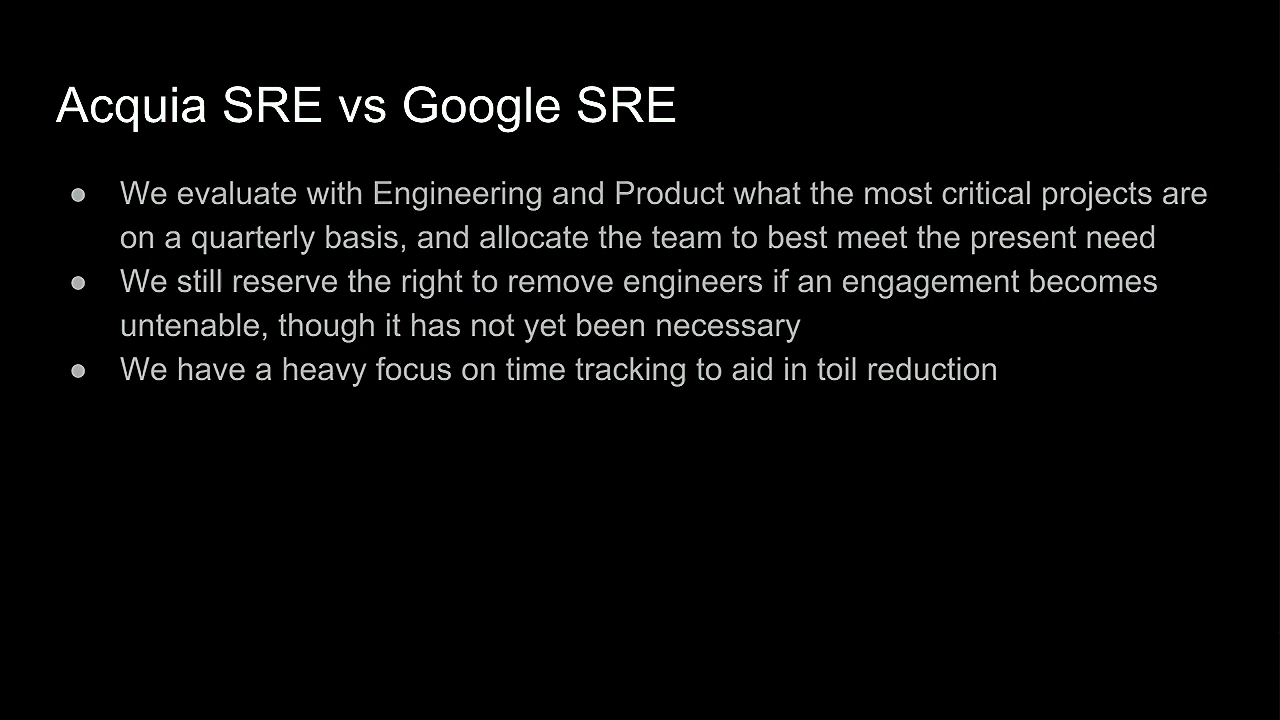 Acquia SRE vs Google SRE
● We evaluate with Engineering and Product what the most critical projects are
on a quarterly basis, and allocate the team to best meet the present need
● We still reserve the right to remove engineers if an engagement becomes
untenable, though it has not yet been necessary
● We have a heavy focus on time tracking to aid in toil reduction